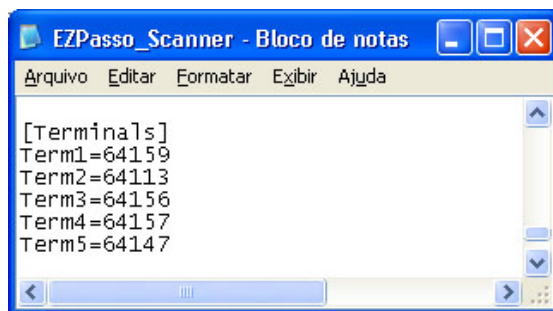 EZPasso_Scanner - Bloco de notas
Arquivo Editar Formatar Exibir Ajuda
[Terminals]
Term1=64159
Term2=64113
Term3=64156
Term4=64157
Term5=64147